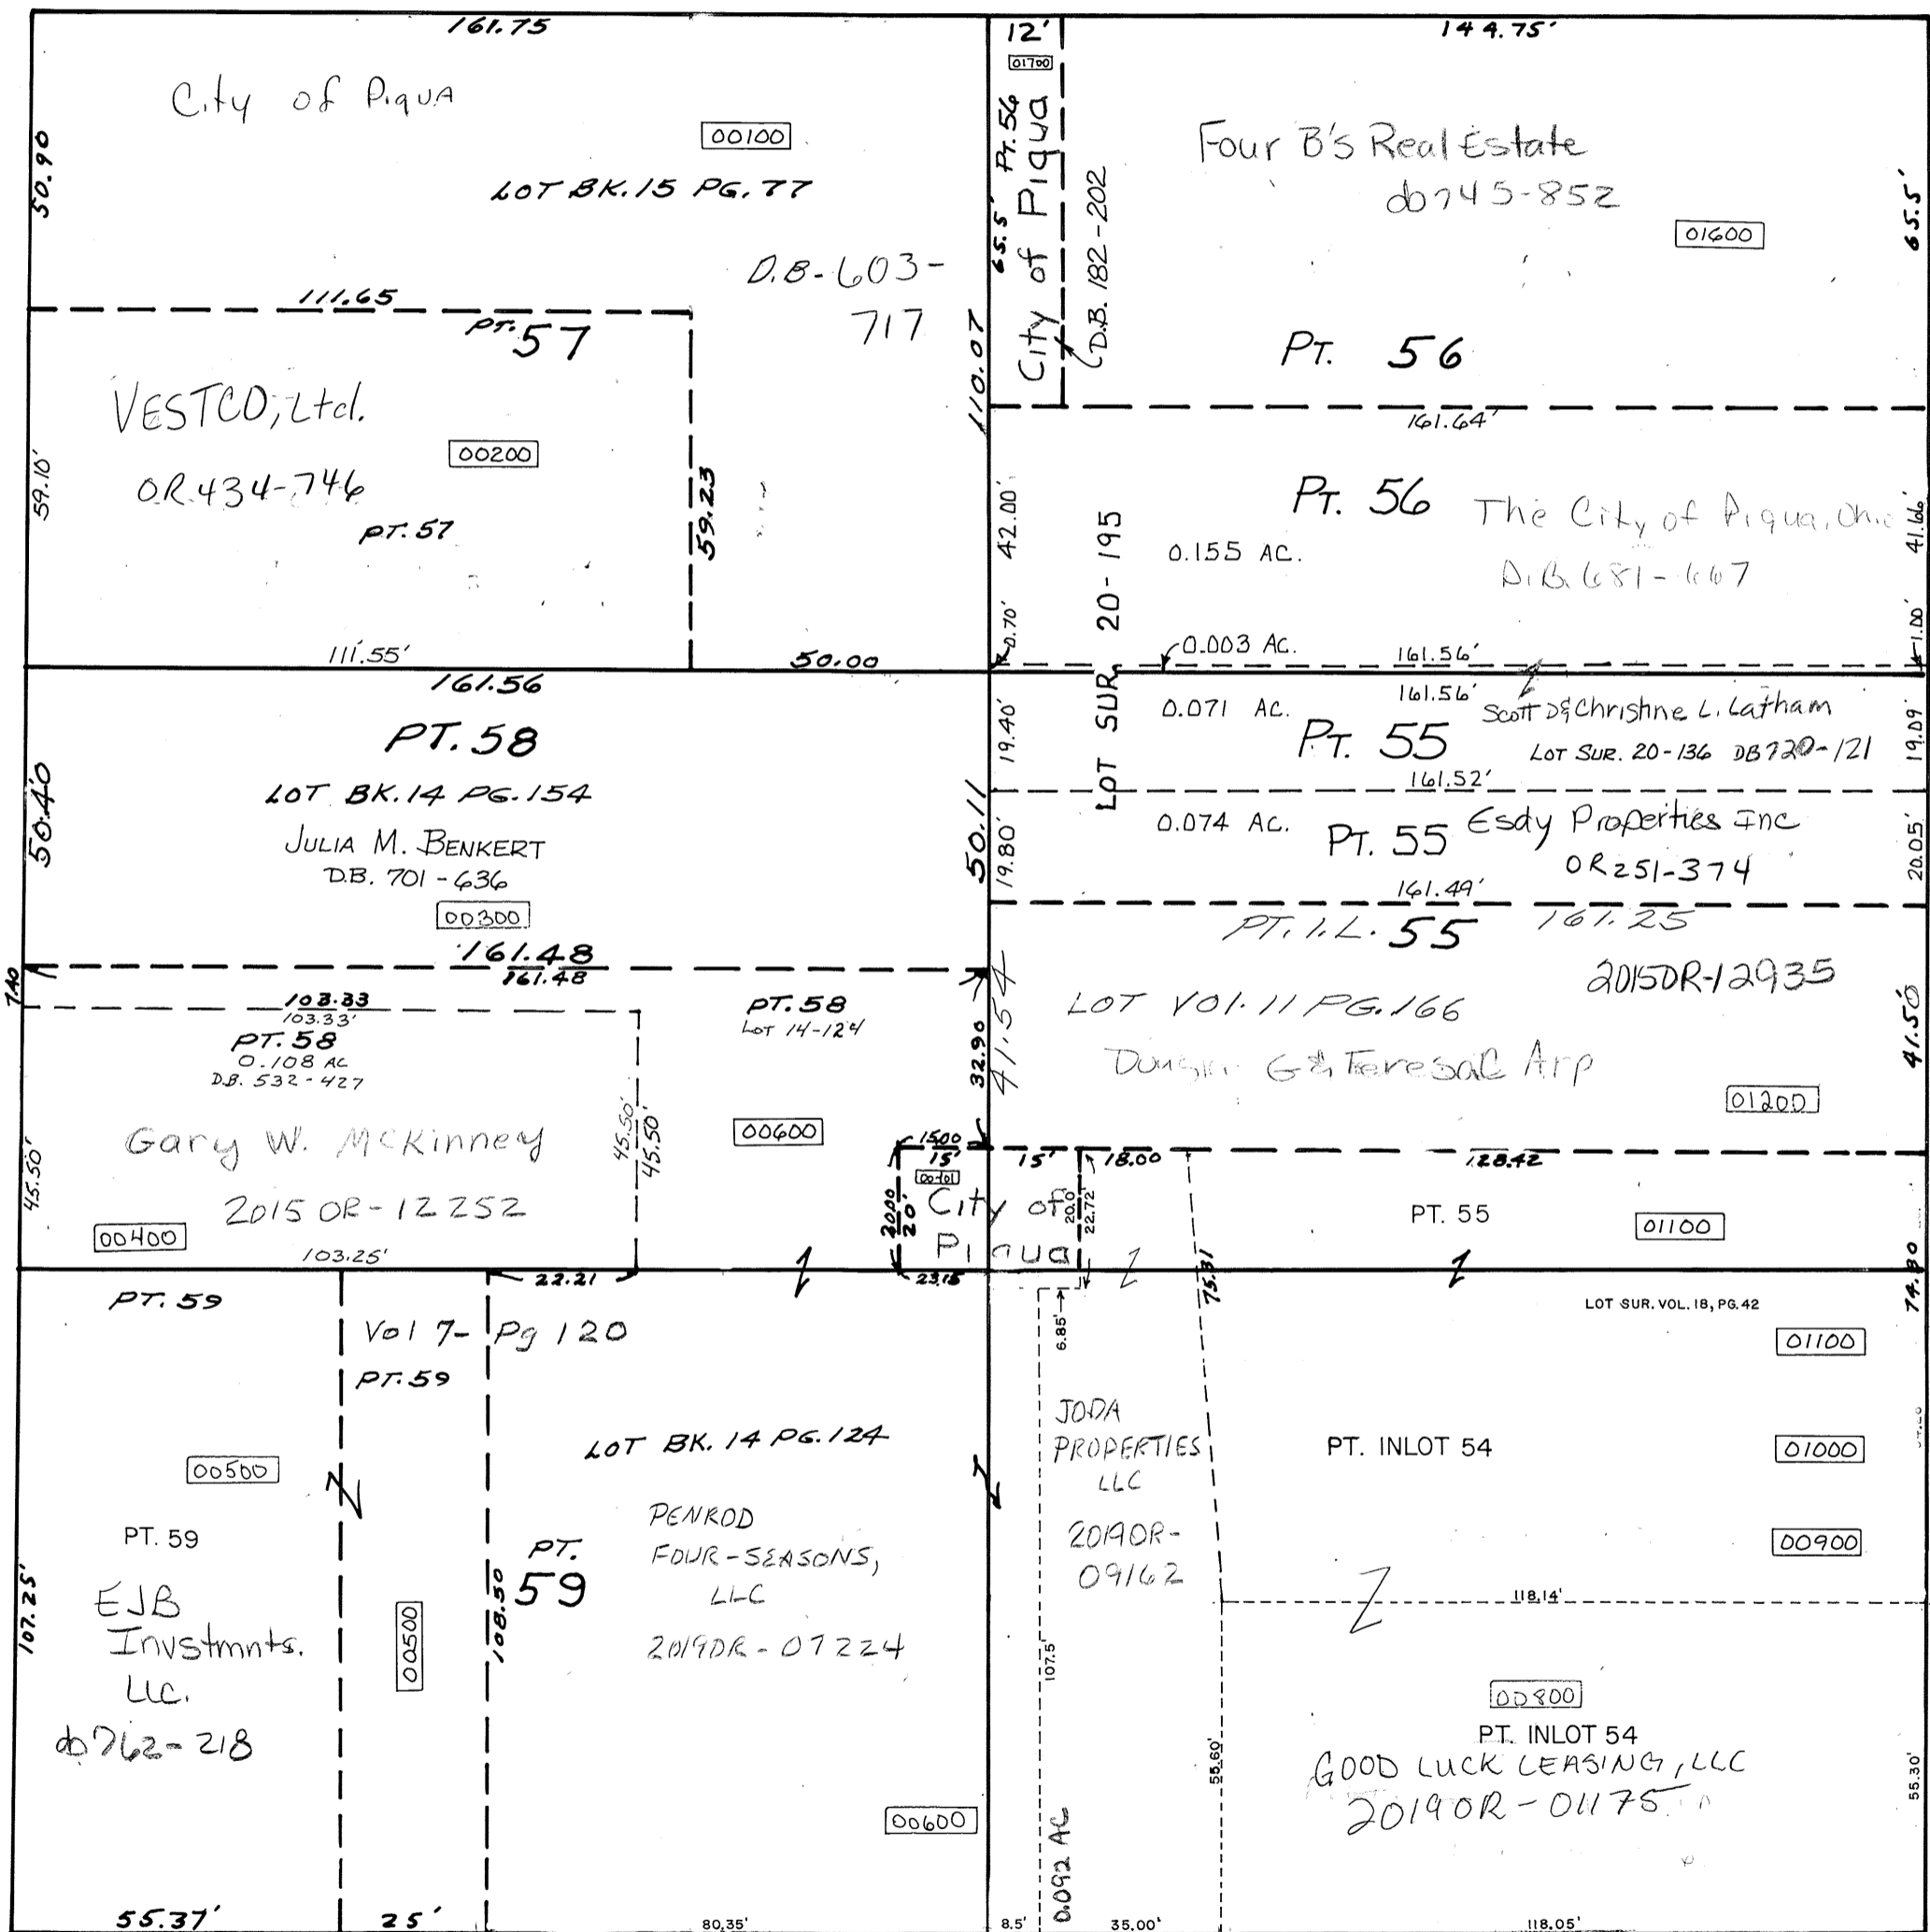 161.75
City of PiquA
00100
50.90
LOT BK.15 PG.77
D.B-603-
717
111.65
PT. 57
VESTCO, Ltd.
00200
O.R.434-746
PT.57
59.10'
59.23
111.55'
50.00
110.07
12'
01700
PT.56
65.5'
City of Piqua
D.B. 182-202
144.75'
Four B's Real Estate
db745-852
01600
65.5'
PT. 56
161.64'
PT. 56
The City of Piqua, Ohio
0.155 AC.
D.B. 681-667
42.00'
41.66'
0.70'
0.003 AC.
161.56'
1.00'
LOT SUR. 20-195
161.56
PT.58
LOT BK.14 PG.154
JULIA M. BENKERT
D.B. 701-636
00300
50.40
50.11
161.48
161.48
161.56'
0.071 AC.
Scott D & Christine L. Latham
PT. 55
LOT SUR. 20-136 DB720-121
19.40'
19.09'
161.52'
0.074 AC.
PT. 55
Esdy Properties Inc
OR251-374
19.80'
20.05'
161.49'
PT. I.L. 55
161.25
2015OR-12935
LOT VOL.11 PG.166
G & Teresa C Arp
01200
41.54
41.50
7.40
103.33
103.33'
PT.58
0.108 AC
D.B. 532-427
Gary W. McKinney
2015 OR-12252
00400
45.50'
103.25'
45.50'
45.50'
PT.58
LOT 14-124
00600
32.90
15.00
15'
00601
20.00
20'
City of
Piqua
23.15
15'
20.0'
22.72'
18.00
128.42
PT. 55
01100
22.21
PT.59
Vol 7- Pg 120
PT.59
00500
PT. 59
EJB
Invstmnts.
LLC.
db762-218
107.25'
00500
108.50
LOT BK. 14 PG.124
PT.
59
PENROD
FOUR-SEASONS,
LLC
2019OR-07224
00600
55.37'
25'
80.35'
6.85'
75.31
JODA
PROPERTIES
LLC
2019OR-
09162
107.5'
0.092 AC
8.5'
35.00'
LOT SUR. VOL. 18, PG. 42
01100
74.80
PT. INLOT 54
01000
00900
118.14'
00800
PT. INLOT 54
GOOD LUCK LEASING, LLC
2019OR-01175
55.60'
55.30'
118.05'